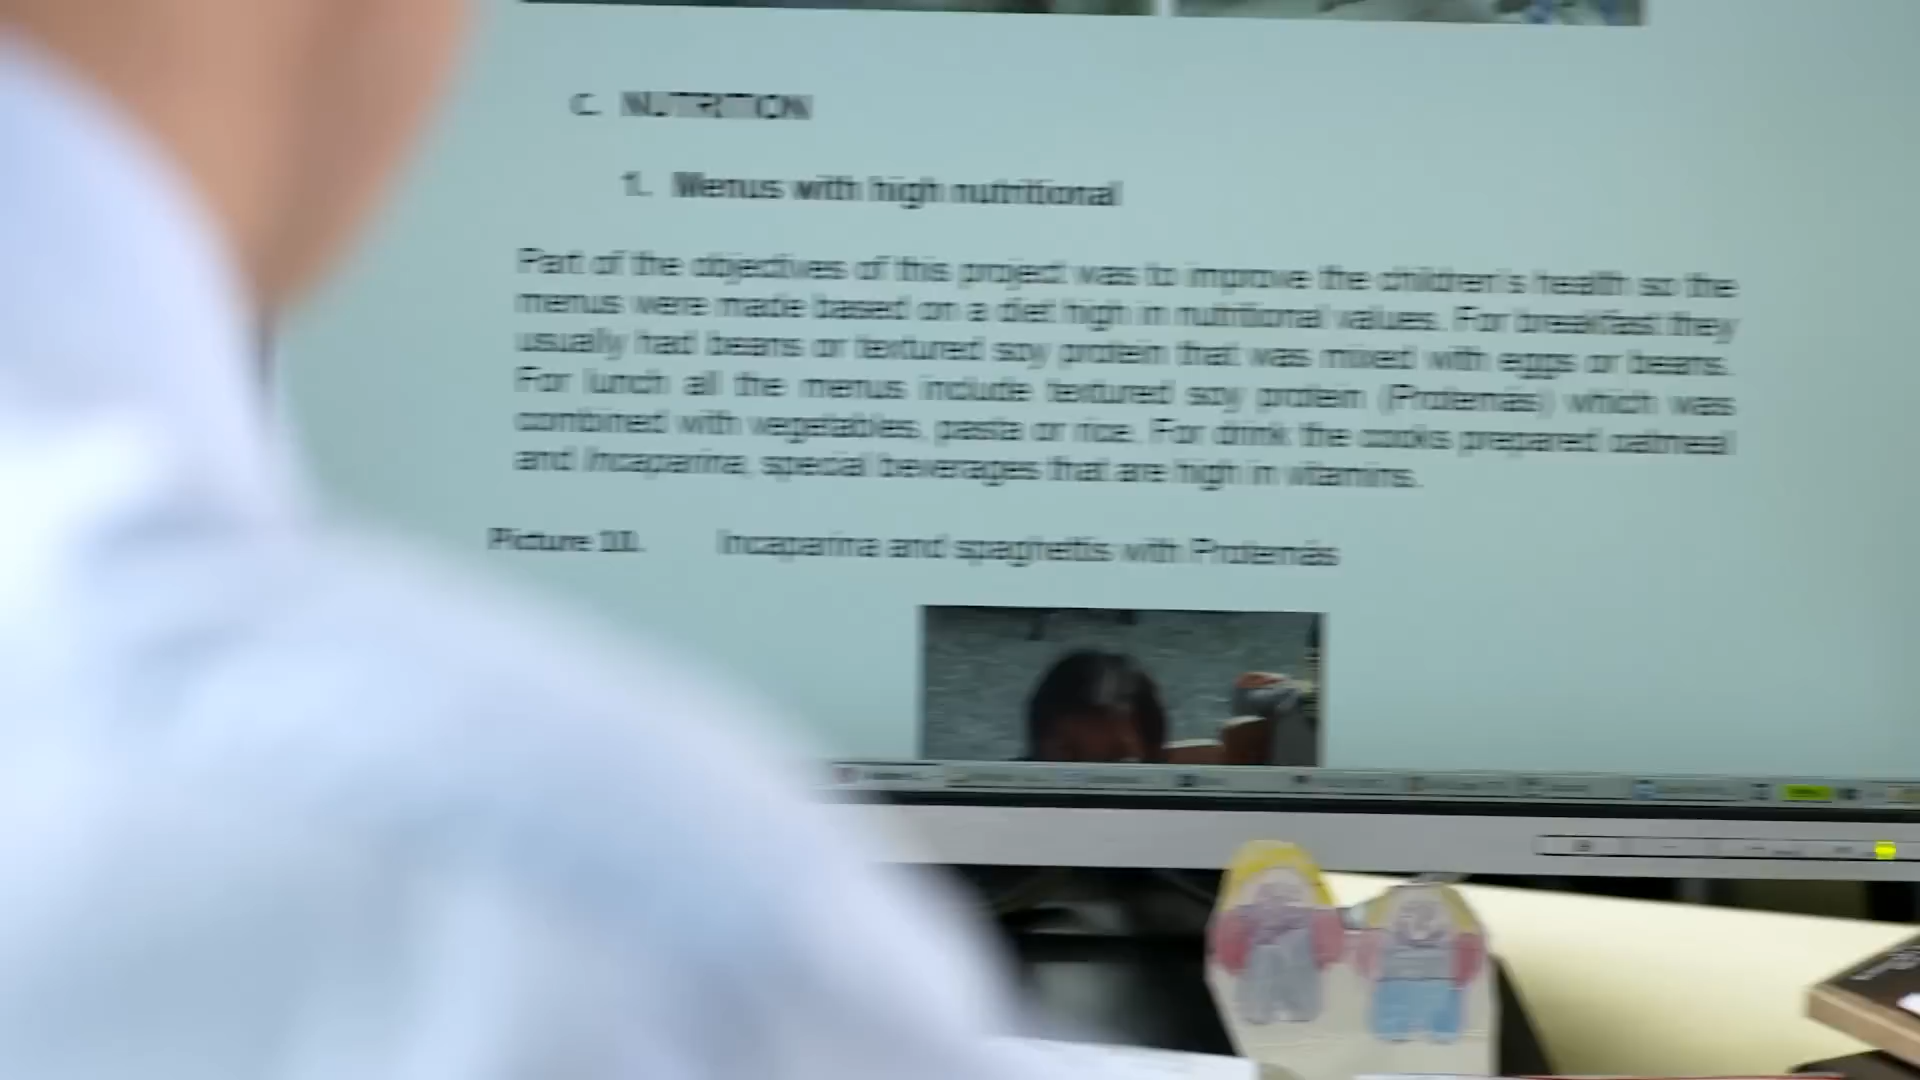 C. NUTRITION
1. Menus with high nutritional
Part of the objectives of this project was to improve the children's health so the
menus were made based on a diet high in nutritional values. For breakfast they
usually had beans or textured soy protein that was mixed with eggs or beans.
For lunch all the menus include textured soy protein (Protemás) which was
combined with vegetables, pasta or rice. For drink the cooks prepared oatmeal
and Incaparina, special beverages that are high in vitamins.
Picture 10. Incaparina and spaghettis with Protemás